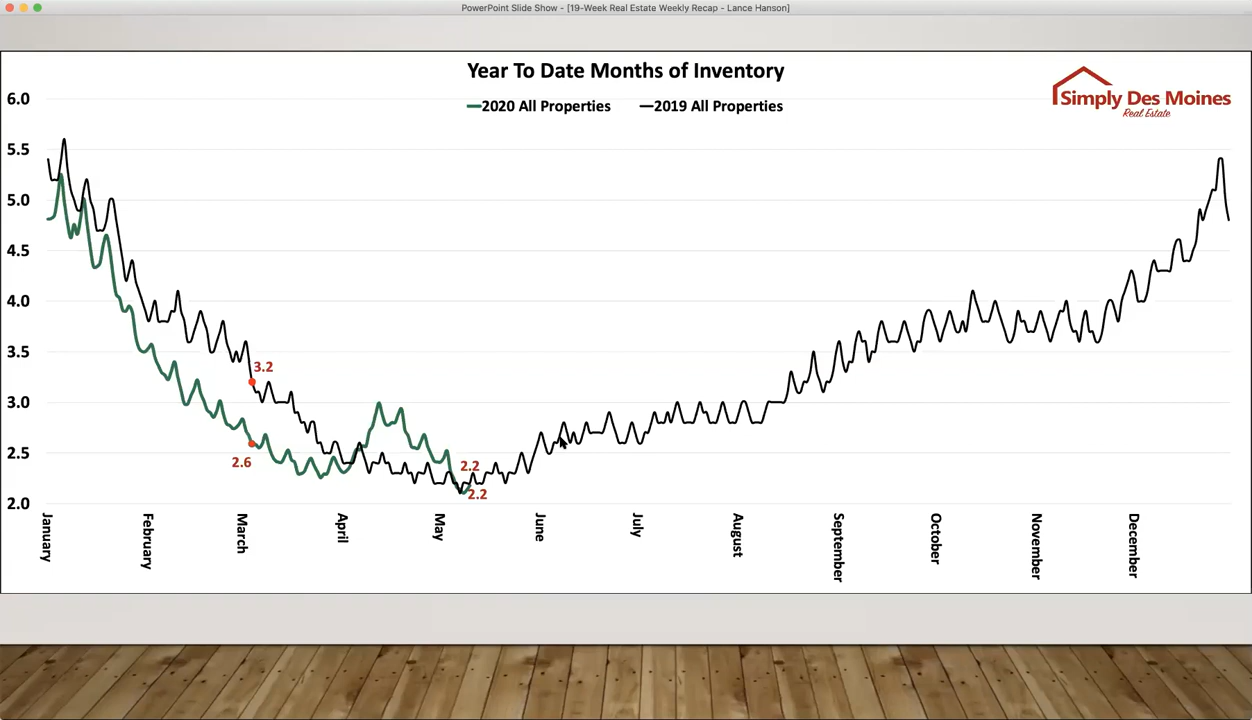 PowerPoint Slide Show - [19-Week Real Estate Weekly Recap - Lance Hanson]
Year To Date Months of Inventory
2020 All Properties
2019 All Properties
Simply Des Moines
Real Estate
6.0
5.5
5.0
4.5
4.0
3.5
3.0
2.5
2.0
3.2
2.6
2.2
2.2
January
February
March
April
May
June
July
August
September
October
November
December